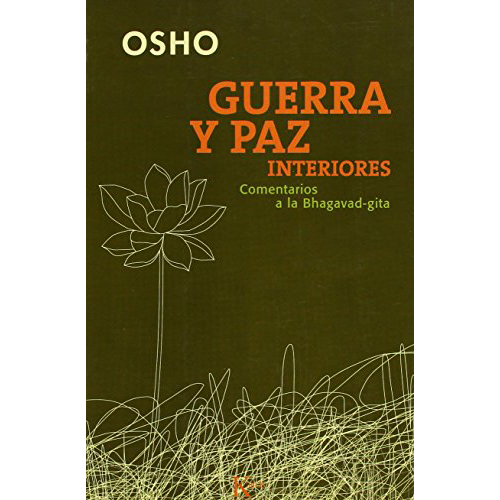 OSHO
GUERRA
Y PAZ
INTERIORES
Comentarios
a la Bhagavad-gita